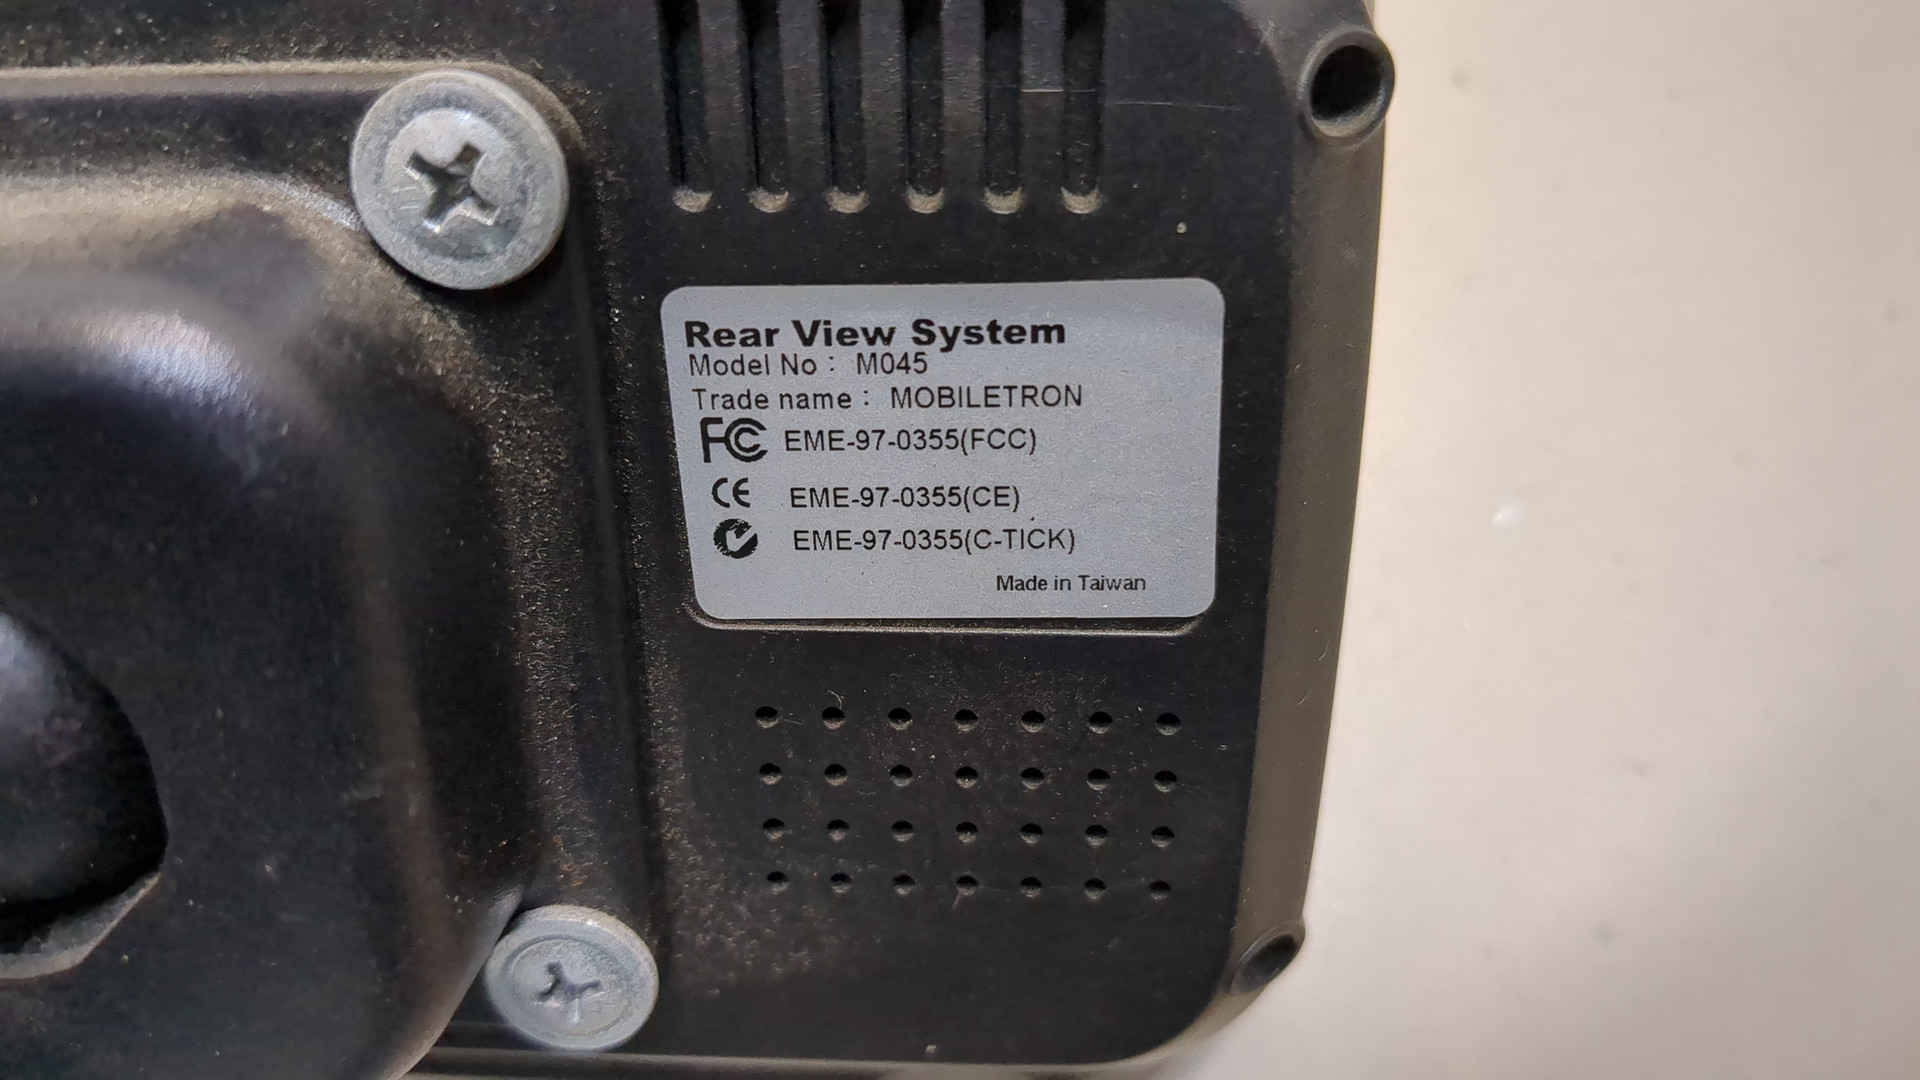 Rear View System
Model No : M045
Trade name : MOBILETRON
FC EME-97-0355(FCC)
CE EME-97-0355(CE)
EME-97-0355(C-TICK)
Made in Taiwan